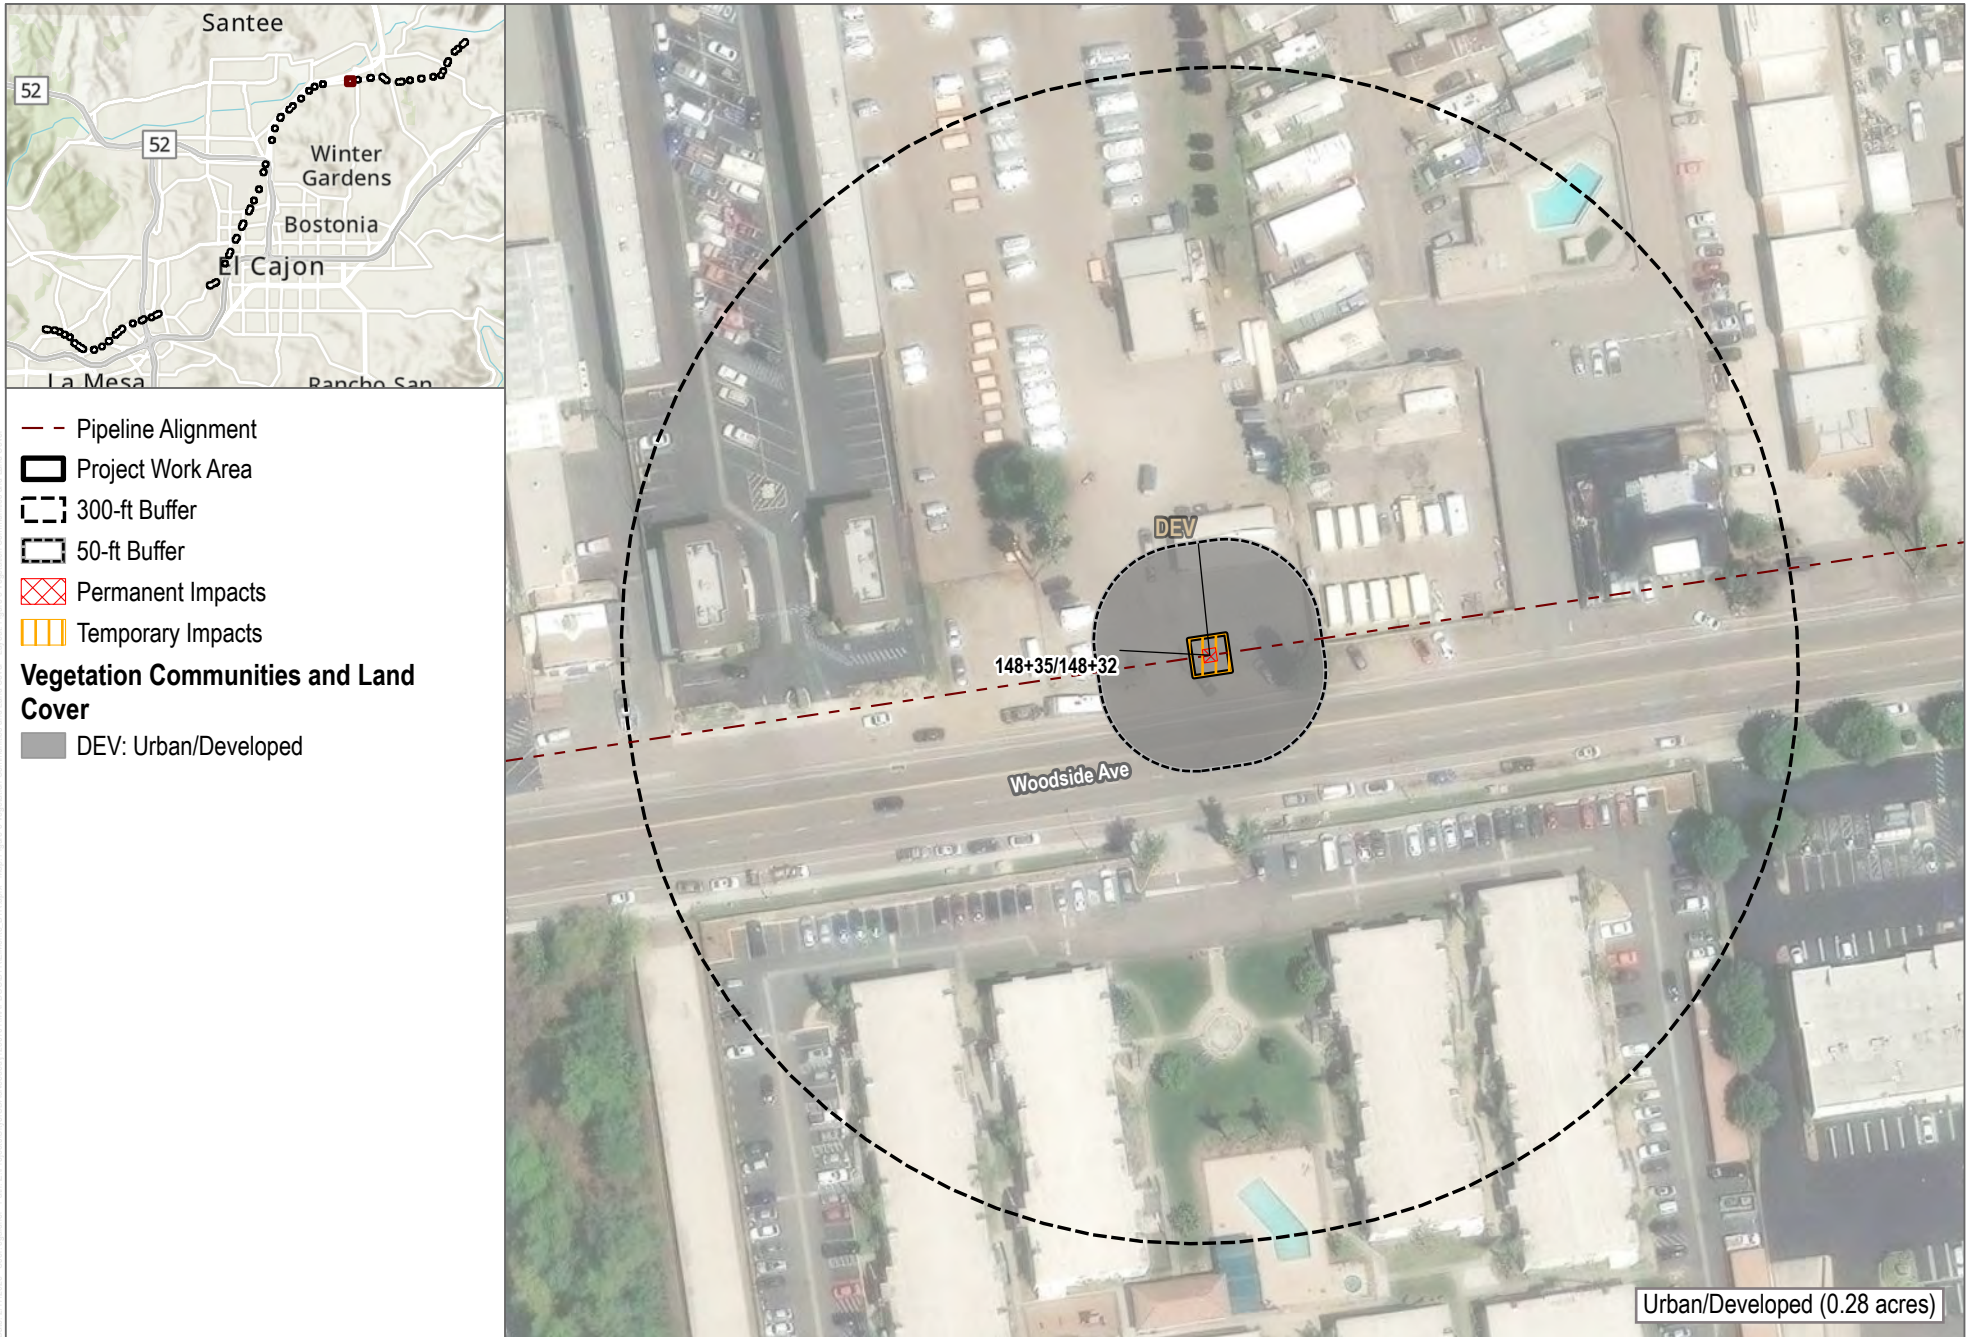 Santee
52
52
Winter
Gardens
Bostonia
El Cajon
La Mesa
Rancho San
Pipeline Alignment
Project Work Area
300-ft Buffer
50-ft Buffer
Permanent Impacts
Temporary Impacts
Vegetation Communities and Land
Cover
DEV: Urban/Developed
DEV
148+35/148+32
Woodside Ave
Urban/Developed (0.28 acres)